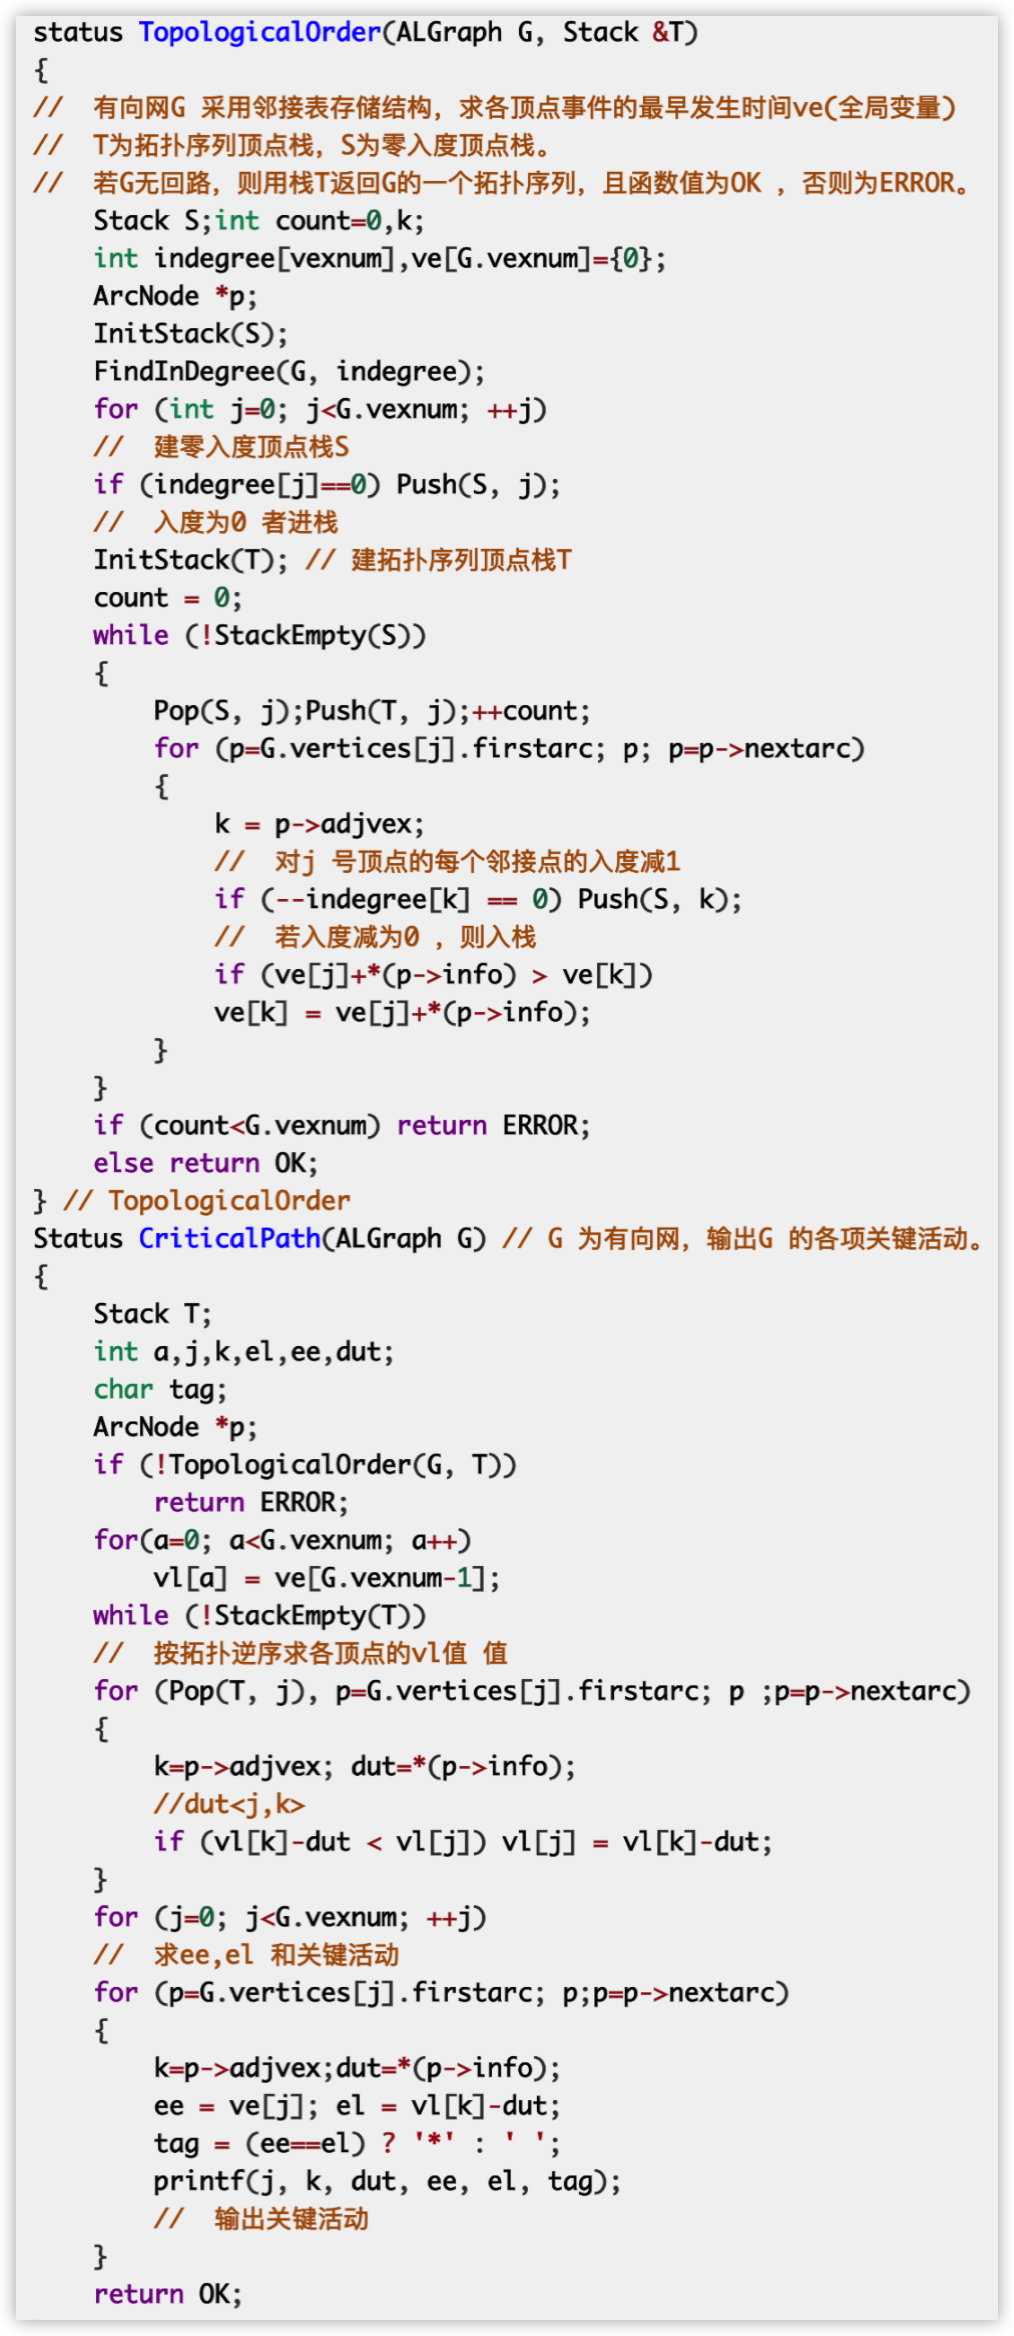 status TopologicalOrder(ALGraph G, Stack &T)
{
//  有向网G 采用邻接表存储结构，求各顶点事件的最早发生时间ve(全局变量)
//  T为拓扑序列顶点栈，S为零入度顶点栈。
//  若G无回路，则用栈T返回G的一个拓扑序列，且函数值为OK ，否则为ERROR。
    Stack S;int count=0,k;
    int indegree[vexnum],ve[G.vexnum]={0};
    ArcNode *p;
    InitStack(S);
    FindInDegree(G, indegree);
    for (int j=0; j<G.vexnum; ++j)
    //  建零入度顶点栈S
    if (indegree[j]==0) Push(S, j);
    //  入度为0 者进栈
    InitStack(T); // 建拓扑序列顶点栈T
    count = 0;
    while (!StackEmpty(S))
    {
        Pop(S, j);Push(T, j);++count;
        for (p=G.vertices[j].firstarc; p; p=p->nextarc)
        {
            k = p->adjvex;
            //  对j 号顶点的每个邻接点的入度减1
            if (--indegree[k] == 0) Push(S, k);
            //  若入度减为0 ，则入栈
            if (ve[j]+*(p->info) > ve[k])
            ve[k] = ve[j]+*(p->info);
        }
    }
    if (count<G.vexnum) return ERROR;
    else return OK;
} // TopologicalOrder
Status CriticalPath(ALGraph G) // G 为有向网，输出G 的各项关键活动。
{
    Stack T;
    int a,j,k,el,ee,dut;
    char tag;
    ArcNode *p;
    if (!TopologicalOrder(G, T))
        return ERROR;
    for(a=0; a<G.vexnum; a++)
        vl[a] = ve[G.vexnum-1];
    while (!StackEmpty(T))
    //  按拓扑逆序求各顶点的vl值 值
    for (Pop(T, j), p=G.vertices[j].firstarc; p ;p=p->nextarc)
    {
        k=p->adjvex; dut=*(p->info);
        //dut<j,k>
        if (vl[k]-dut < vl[j]) vl[j] = vl[k]-dut;
    }
    for (j=0; j<G.vexnum; ++j)
    //  求ee,el 和关键活动
    for (p=G.vertices[j].firstarc; p;p=p->nextarc)
    {
        k=p->adjvex;dut=*(p->info);
        ee = ve[j]; el = vl[k]-dut;
        tag = (ee==el) ? '*' : ' ';
        printf(j, k, dut, ee, el, tag);
        //  输出关键活动
    }
    return OK;